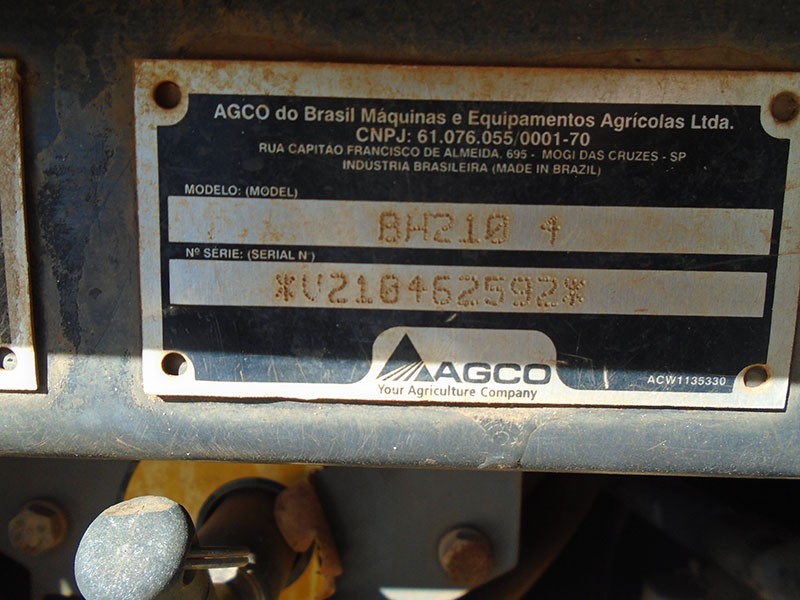 AGCO do Brasil Máquinas e Equipamentos Agrícolas Ltda.
CNPJ: 61.076.055/0001-70
RUA CAPITÃO FRANCISCO DE ALMEIDA, 695 - MOGI DAS CRUZES - SP
INDUSTRIA BRASILEIRA (MADE IN BRAZIL)
MODELO: (MODEL)
BH210 4
Nº SÉRIE: (SERIAL N°)
*V210462592*
AGCO
Your Agriculture Company
ACW1135330